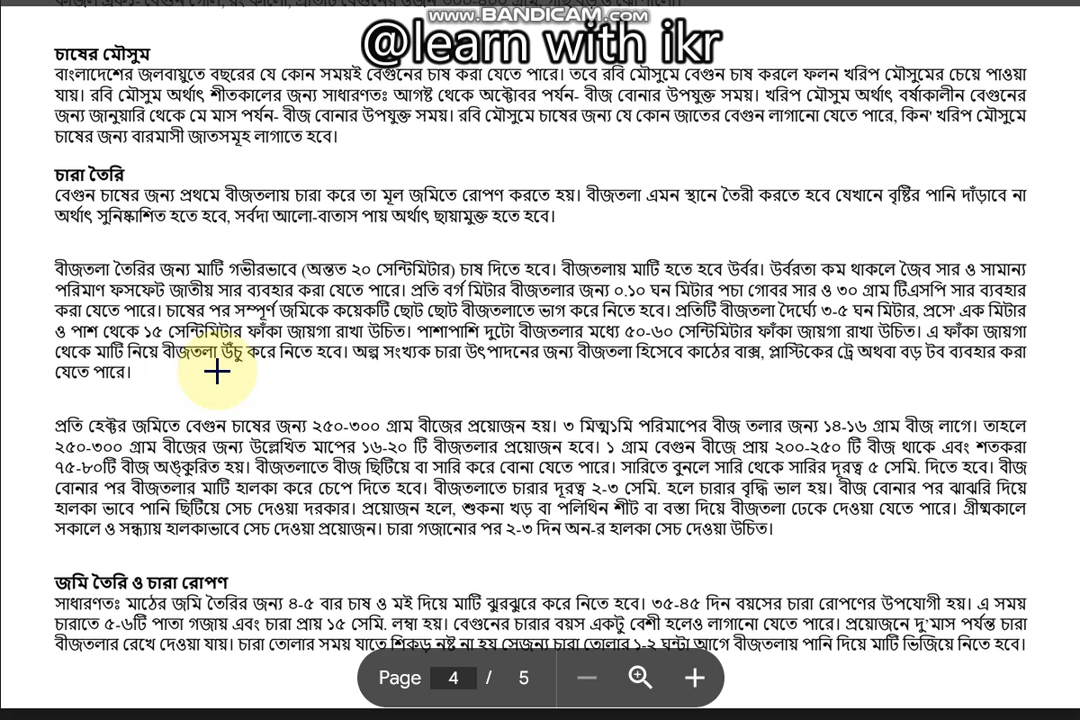 www.BANDICAM.com
@learn with ikr
চাষের মৌসুম
বাংলাদেশের জলবায়ুতে বছরের যে কোন সময়ই বেগুনের চাষ করা যেতে পারে। তবে রবি মৌসুমে বেগুন চাষ করলে ফলন খরিপ মৌসুমের চেয়ে পাওয়া
যায়। রবি মৌসুম অর্থাৎ শীতকালের জন্য সাধারণতঃ আগষ্ট থেকে অক্টোবর পর্যন- বীজ বোনার উপযুক্ত সময়। খরিপ মৌসুম অর্থাৎ বর্ষাকালীন বেগুনের
জন্য জানুয়ারি থেকে মে মাস পর্যন- বীজ বোনার উপযুক্ত সময়। রবি মৌসুমে চাষের জন্য যে কোন জাতের বেগুন লাগানো যেতে পারে, কিন' খরিপ মৌসুমে
চাষের জন্য বারমাসী জাতসমূহ লাগাতে হবে।
চারা তৈরি
বেগুন চাষের জন্য প্রথমে বীজতলায় চারা করে তা মূল জমিতে রোপণ করতে হয়। বীজতলা এমন স্থানে তৈরী করতে হবে যেখানে বৃষ্টির পানি দাঁড়াবে না
অর্থাৎ সুনিষ্কাশিত হতে হবে, সর্বদা আলো-বাতাস পায় অর্থাৎ ছায়ামুক্ত হতে হবে।
বীজতলা তৈরির জন্য মাটি গভীরভাবে (অন্তত ২০ সেন্টিমিটার) চাষ দিতে হবে। বীজতলায় মাটি হতে হবে উর্বর। উর্বরতা কম থাকলে জৈব সার ও সামান্য
পরিমাণ ফসফেট জাতীয় সার ব্যবহার করা যেতে পারে। প্রতি বর্গ মিটার বীজতলার জন্য ০.১০ ঘন মিটার পচা গোবর সার ও ৩০ গ্রাম টিএসপি সার ব্যবহার
করা যেতে পারে। চাষের পর সম্পূর্ণ জমিকে কয়েকটি ছোট ছোট বীজতলাতে ভাগ করে নিতে হবে। প্রতিটি বীজতলা দৈর্ঘ্যে ৩-৫ ঘন মিটার, প্রসে' এক মিটার
ও পাশ থেকে ১৫ সেন্টিমিটার ফাঁকা জায়গা রাখা উচিত। পাশাপাশি দুটো বীজতলার মধ্যে ৫০-৬০ সেন্টিমিটার ফাঁকা জায়গা রাখা উচিত। এ ফাঁকা জায়গা
থেকে মাটি নিয়ে বীজতলা উঁচু করে নিতে হবে। অল্প সংখ্যক চারা উৎপাদনের জন্য বীজতলা হিসেবে কাঠের বাক্স, প্লাস্টিকের ট্রে অথবা বড় টব ব্যবহার করা
যেতে পারে।
প্রতি হেক্টর জমিতে বেগুন চাষের জন্য ২৫০-৩০০ গ্রাম বীজের প্রয়োজন হয়। ৩ মিত্ম১মি পরিমাপের বীজ তলার জন্য ১৪-১৬ গ্রাম বীজ লাগে। তাহলে
২৫০-৩০০ গ্রাম বীজের জন্য উল্লেখিত মাপের ১৬-২০ টি বীজতলার প্রয়োজন হবে। ১ গ্রাম বেগুন বীজে প্রায় ২০০-২৫০ টি বীজ থাকে এবং শতকরা
৭৫-৮০টি বীজ অঙ্কুরিত হয়। বীজতলাতে বীজ ছিটিয়ে বা সারি করে বোনা যেতে পারে। সারিতে বুনলে সারি থেকে সারির দূরত্ব ৫ সেমি. দিতে হবে। বীজ
বোনার পর বীজতলার মাটি হালকা করে চেপে দিতে হবে। বীজতলাতে চারার দূরত্ব ২-৩ সেমি. হলে চারার বৃদ্ধি ভাল হয়। বীজ বোনার পর ঝাঝরি দিয়ে
হালকা ভাবে পানি ছিটিয়ে সেচ দেওয়া দরকার। প্রয়োজন হলে, শুকনা খড় বা পলিথিন শীট বা বস্তা দিয়ে বীজতলা ঢেকে দেওয়া যেতে পারে। গ্রীষ্মকালে
সকালে ও সন্ধ্যায় হালকাভাবে সেচ দেওয়া প্রয়োজন। চারা গজানোর পর ২-৩ দিন অন-র হালকা সেচ দেওয়া উচিত।
জমি তৈরি ও চারা রোপণ
সাধারণতঃ মাঠের জমি তৈরির জন্য ৪-৫ বার চাষ ও মই দিয়ে মাটি ঝুরঝুরে করে নিতে হবে। ৩৫-৪৫ দিন বয়সের চারা রোপণের উপযোগী হয়। এ সময়
চারাতে ৫-৬টি পাতা গজায় এবং চারা প্রায় ১৫ সেমি. লম্বা হয়। বেগুনের চারার বয়স একটু বেশী হলেও লাগানো যেতে পারে। প্রয়োজনে দু'মাস পর্যন্ত চারা
বীজতলার রেখে দেওয়া যায়। চারা তোলার সময় যাতে শিকড় নষ্ট না হয় সেজন্য চারা তোলার ১-২ ঘন্টা আগে বীজতলায় পানি দিয়ে মাটি ভিজিয়ে নিতে হবে।
Page 4 / 5